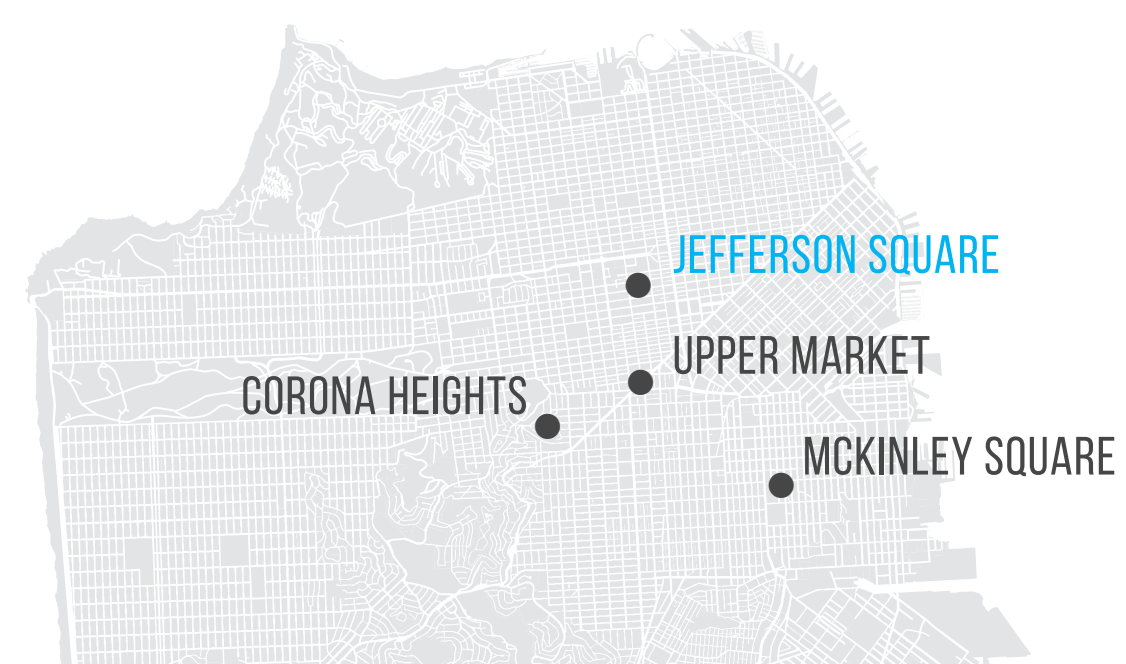 JEFFERSON SQUARE
UPPER MARKET
CORONA HEIGHTS
MCKINLEY SQUARE